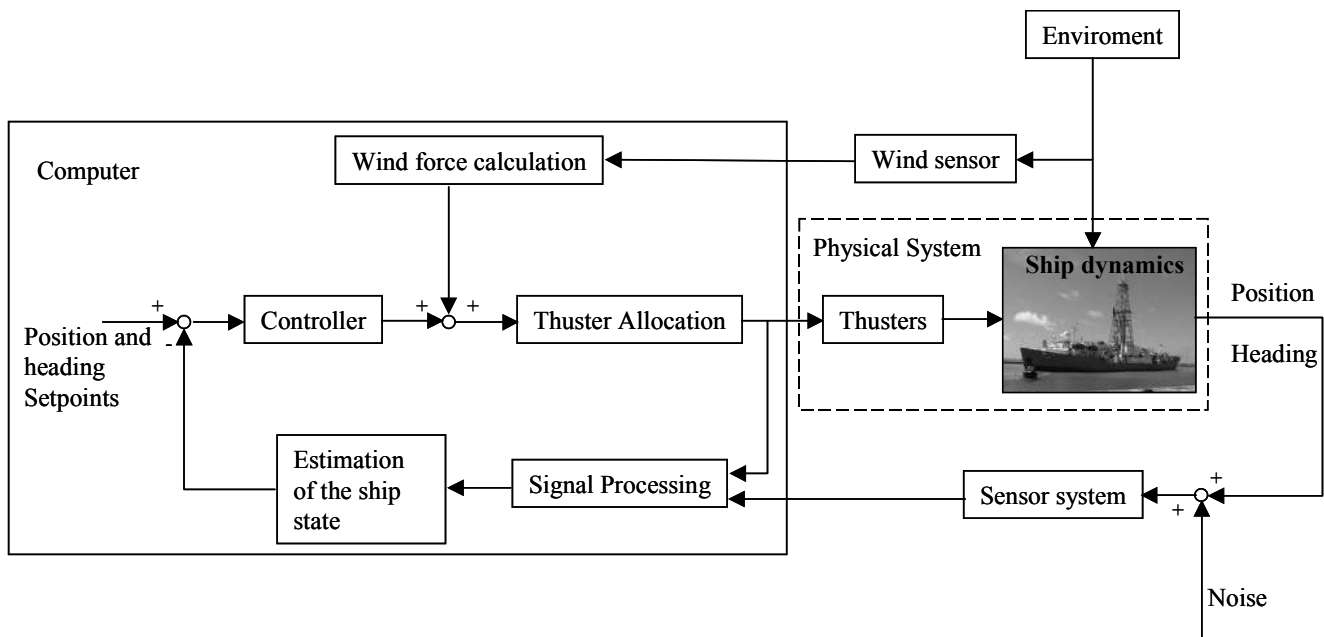 Enviroment
Computer
Wind force calculation
Wind sensor
Physical System
Ship dynamics
+
Controller
+
+
Thuster Allocation
Thusters
Position
Heading
Position and
heading
Setpoints
-
Estimation
of the ship
state
Signal Processing
Sensor system
+
+
Noise